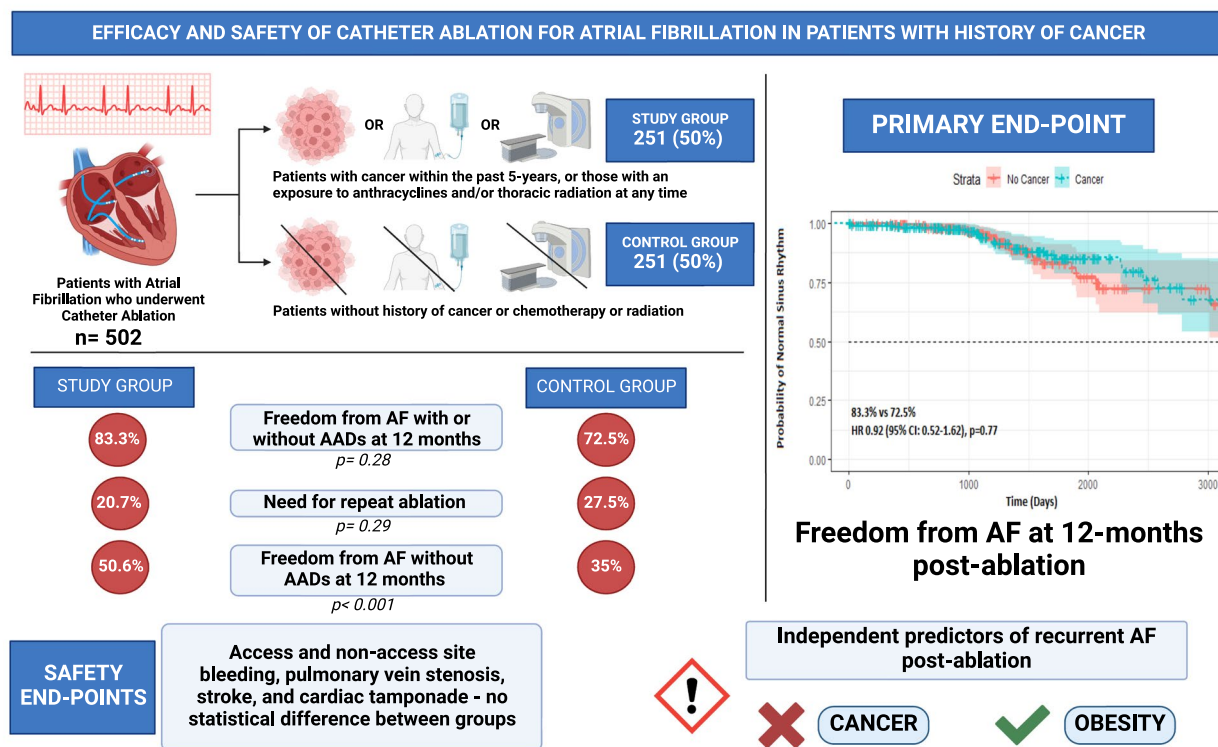 EFFICACY AND SAFETY OF CATHETER ABLATION FOR ATRIAL FIBRILLATION IN PATIENTS WITH HISTORY OF CANCER
Patients with Atrial
Fibrillation who underwent
Catheter Ablation
n= 502
OR
OR
STUDY GROUP
251 (50%)
Patients with cancer within the past 5-years, or those with an
exposure to anthracyclines and/or thoracic radiation at any time
CONTROL GROUP
251 (50%)
Patients without history of cancer or chemotherapy or radiation
PRIMARY END-POINT
Strata No Cancer Cancer
Probability of Normal Sinus Rhythm
1.00
0.75
0.50
0.25
0.00
83.3% vs 72.5%
HR 0.92 (95% CI: 0.52-1.62), p=0.77
0 1000 2000 3000
Time (Days)
Freedom from AF at 12-months
post-ablation
STUDY GROUP
CONTROL GROUP
83.3%
Freedom from AF with or
without AADs at 12 months
p= 0.28
72.5%
20.7%
Need for repeat ablation
p= 0.29
27.5%
50.6%
Freedom from AF without
AADs at 12 months
p< 0.001
35%
SAFETY
END-POINTS
Access and non-access site
bleeding, pulmonary vein stenosis,
stroke, and cardiac tamponade - no
statistical difference between groups
Independent predictors of recurrent AF
post-ablation
CANCER
OBESITY